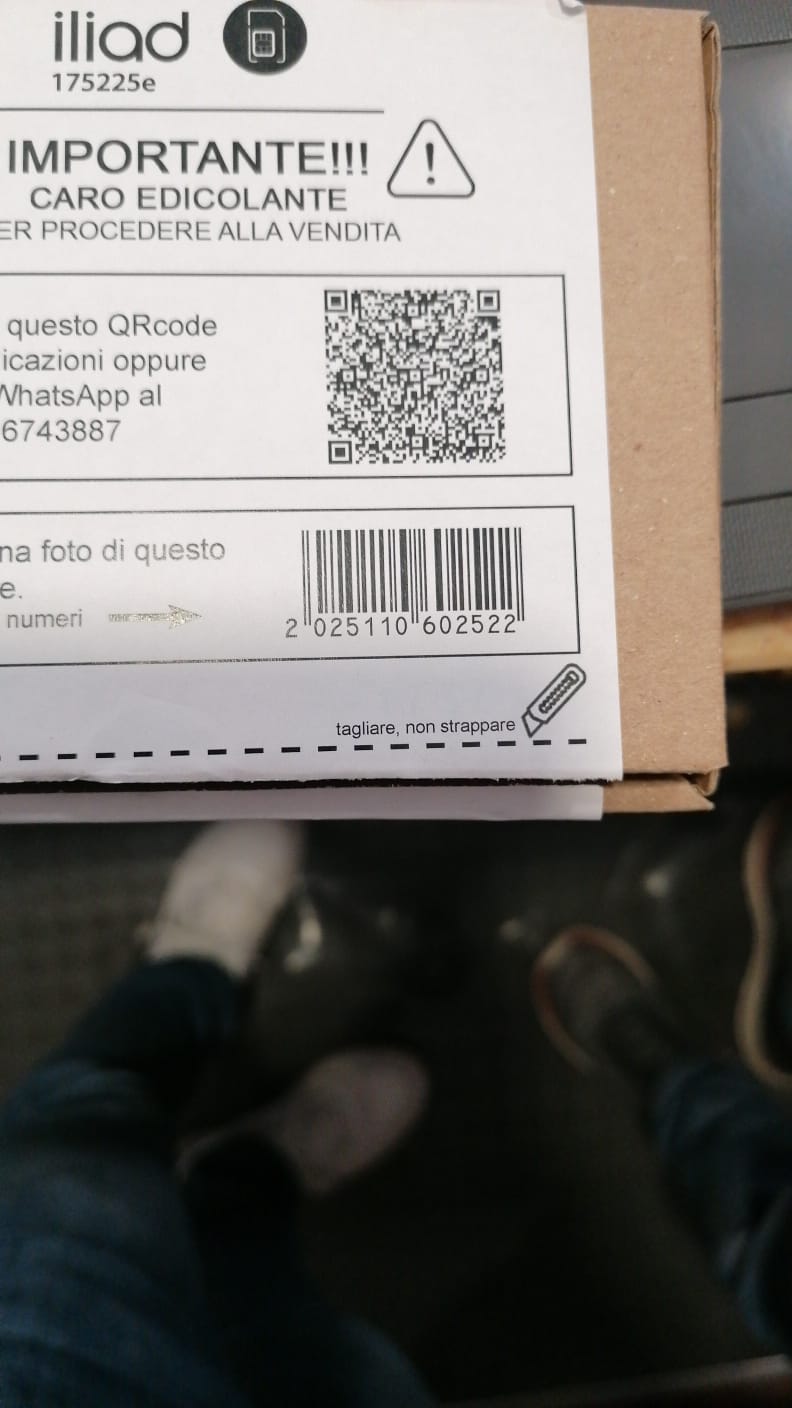 iliad
175225e
IMPORTANTE!!!
CARO EDICOLANTE
ER PROCEDERE ALLA VENDITA
questo QRcode
icazioni oppure
WhatsApp al
6743887
na foto di questo
e.
numeri
2 025110 602522
tagliare, non strappare